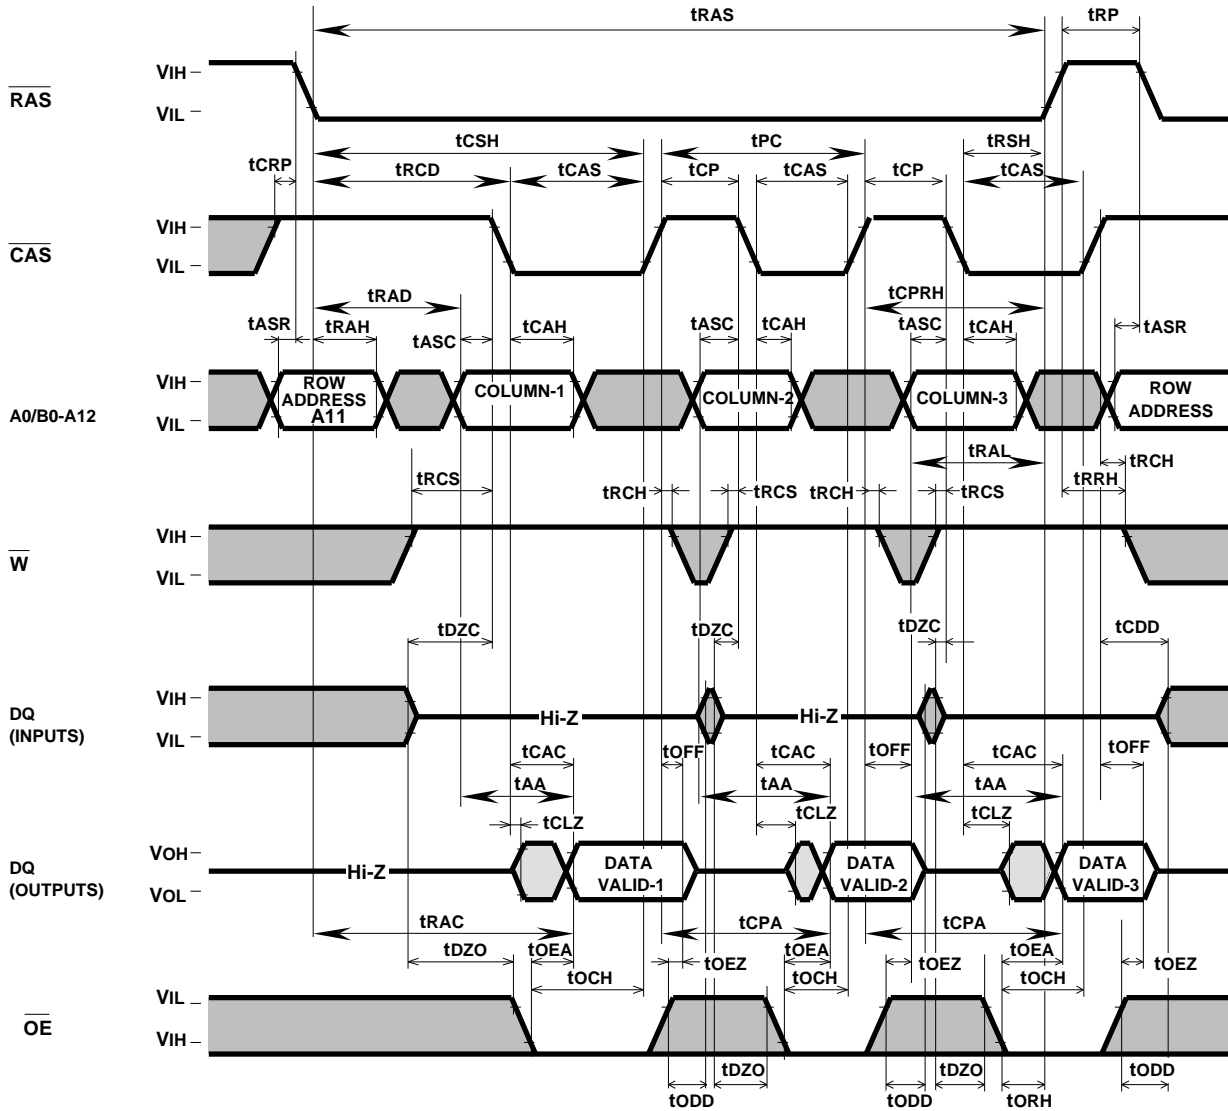 tRAS tRP
RAS VIH
VIL
tCSH tPC tRSH
tCRP tRCD tCAS tCP tCAS tCP tCAS
CAS VIH
VIL
tRAD tCPRH
tASR tRAH tASC tCAH tASC tCAH tASC tCAH tASR
A0/B0-A12 VIH
VIL
ROW
ADDRESS
A11
COLUMN-1
COLUMN-2
COLUMN-3
ROW
ADDRESS
tRAL
tRCS tRCH tRCS tRCH tRCS tRRH tRCH
W VIH
VIL
tDZC tDZC tDZC tCDD
DQ
(INPUTS)
VIH
VIL
Hi-Z Hi-Z
tCAC tOFF tCAC tOFF tCAC tOFF
tAA tAA tAA
tCLZ tCLZ tCLZ
DQ
(OUTPUTS)
VOH
VOL
Hi-Z
DATA
VALID-1
DATA
VALID-2
DATA
VALID-3
tRAC tCPA tCPA
tDZO tOEA tOEZ tOEA tOEZ tOEA tOEZ
tOCH tOCH tOCH
OE VIL
VIH
tDZO tDZO tODD
tODD tODD tORH